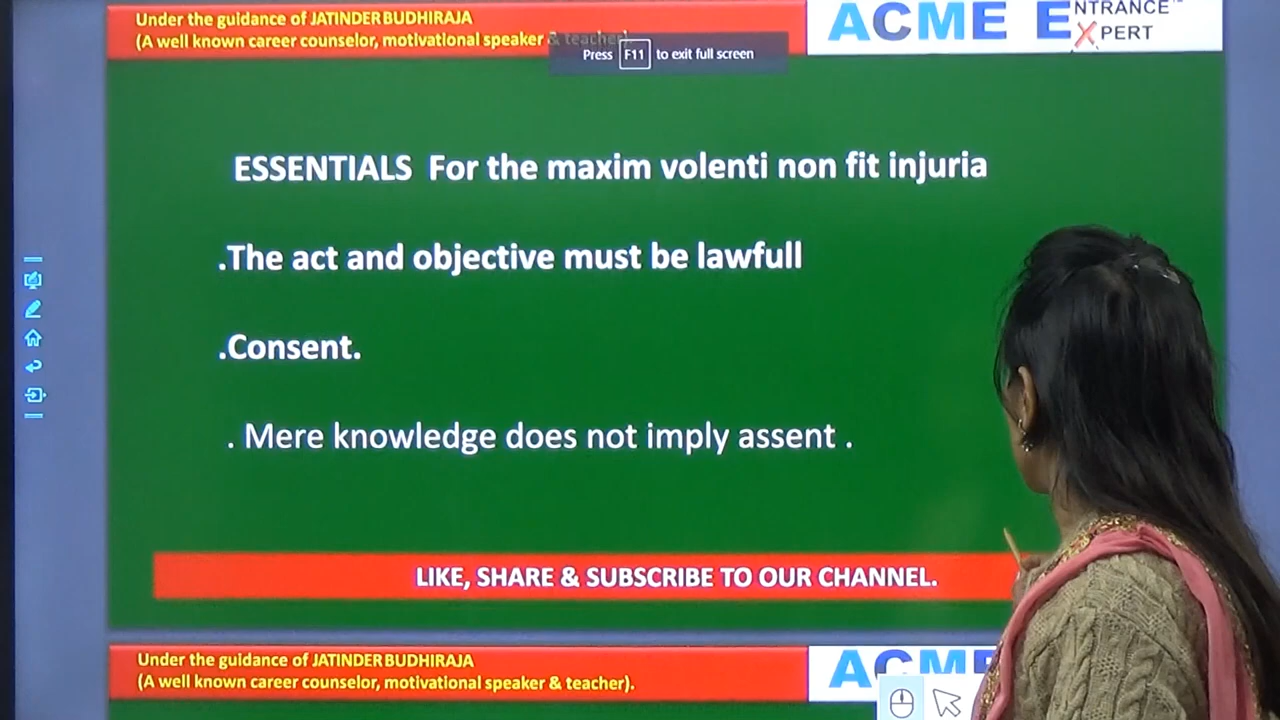 Under the guidance of JATINDER BUDHIRAJA
(A well known career counselor, motivational speaker & teacher).
ACME ENTRANCE™
EXPERT
Press F11 to exit full screen
ESSENTIALS For the maxim volenti non fit injuria
.The act and objective must be lawfull
.Consent.
. Mere knowledge does not imply assent .
LIKE, SHARE & SUBSCRIBE TO OUR CHANNEL.
Under the guidance of JATINDER BUDHIRAJA
(A well known career counselor, motivational speaker & teacher).
ACME